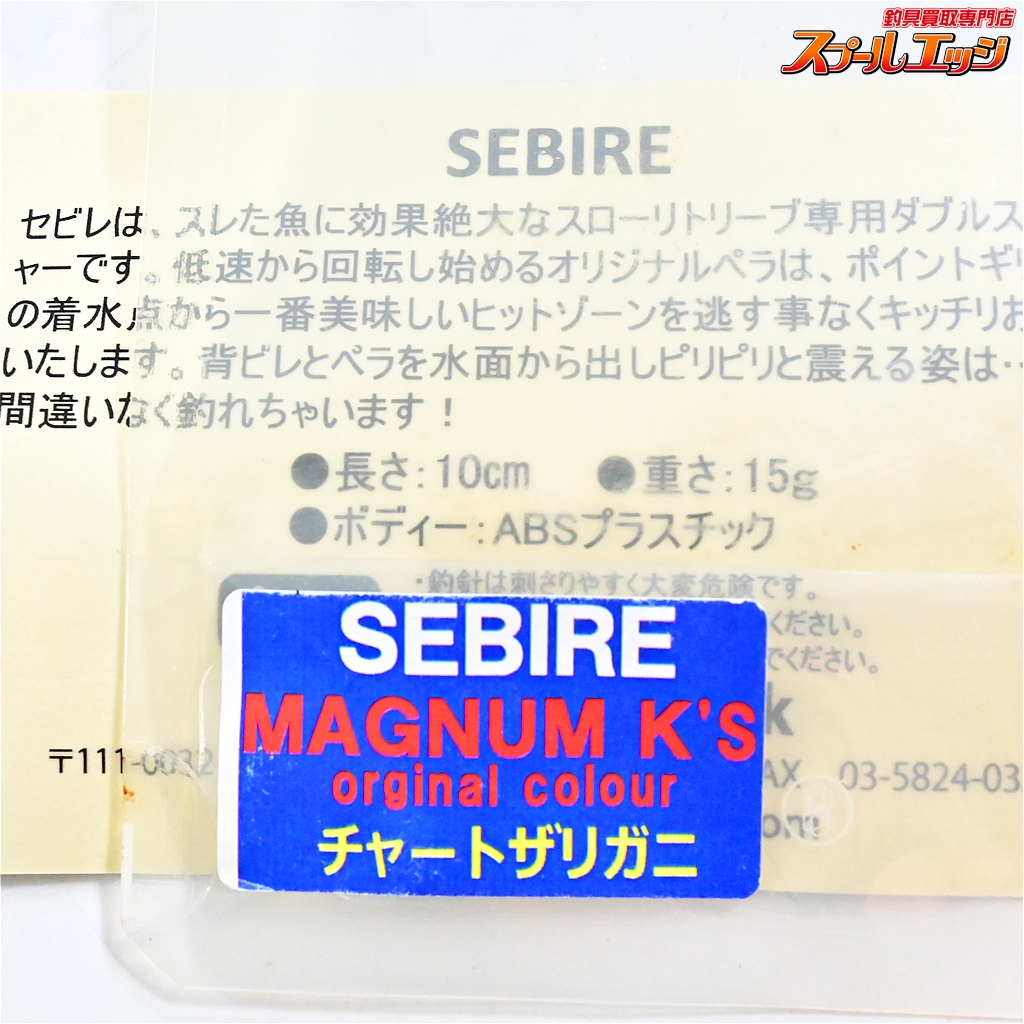 釣具買取専門店
スプールエッジ
SEBIRE
セビレは、スレた魚に効果絶大なスローリトリーブ専用ダブルス
ャーです。低速から回転し始めるオリジナルペラは、ポイントギリ
の着水点から一番美味しいヒットゾーンを逃す事なくキッチリお
いたします。背ビレとペラを水面から出しピリピリと震える姿は…
間違いなく釣れちゃいます！
●長さ：10cm ●重さ：15g
●ボディー：ABSプラスチック
・釣針は刺さりやすく大変危険です。
ください。
でください。
SEBIRE
MAGNUM K'S
orginal colour
チャートザリガニ
k
〒111-0032
FAX 03-5824-03
om